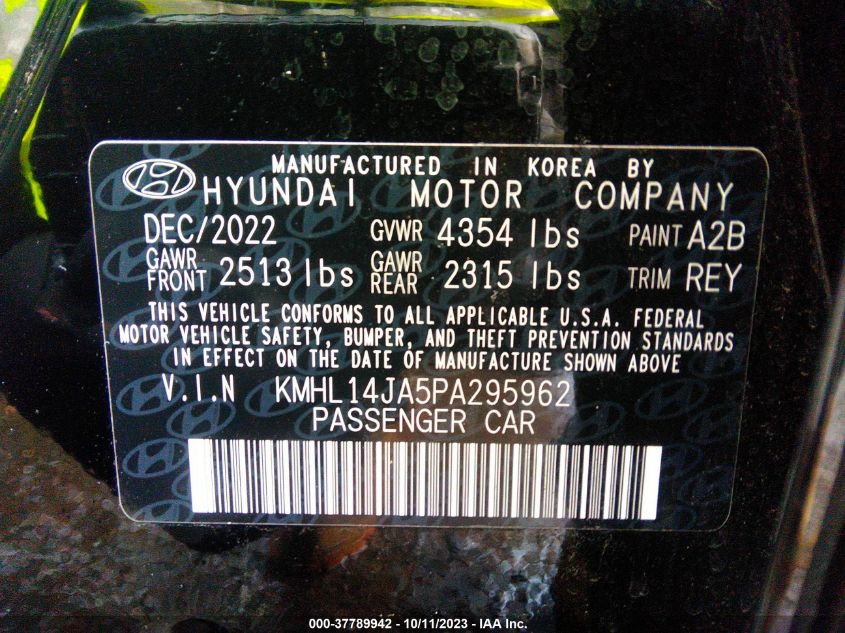 MANUFACTURED IN KOREA BY
HYUNDAI MOTOR COMPANY
DEC/2022 GVWR 4354 lbs PAINT A2B
GAWR FRONT 2513 lbs GAWR REAR 2315 lbs TRIM REY
THIS VEHICLE CONFORMS TO ALL APPLICABLE U.S.A. FEDERAL
MOTOR VEHICLE SAFETY, BUMPER, AND THEFT PREVENTION STANDARDS
IN EFFECT ON THE DATE OF MANUFACTURE SHOWN ABOVE
V.I.N KMHL14JA5PA295962
PASSENGER CAR
000-37789942 - 10/11/2023 - IAA Inc.